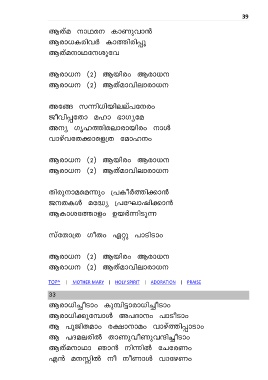 39
ആത്മ നാഥനെ കാണുവാൻ
ആരാധകരിവർ കാത്തിരിപ്പൂ
ആത്മനാഥനേശുവേ
ആരാധന (2) ആയിരം ആരാധന
ആരാധന (2) ആത്മാവിലാരാധന
അങ്ങേ സന്നിധിയിലല്പനേരം
ജീവിപ്പതോ മഹാ ഭാഗ്യമേ
അന്യ ഗൃഹത്തിലോരായിരം നാൾ
വാഴ്‌വതേക്കാളെത്ര മോഹനം
ആരാധന (2) ആയിരം ആരാധന
ആരാധന (2) ആത്മാവിലാരാധന
തിരുനാമമെന്നും പ്രകീർത്തിക്കാൻ
ജനതകൾ മദ്ധ്യേ പ്രഘോഷിക്കാൻ
ആകാശത്തോളം ഉയർന്നിടുന്ന
സ്തോത്ര ഗീതം ഏറ്റു പാടിടാം
ആരാധന (2) ആയിരം ആരാധന
ആരാധന (2) ആത്മാവിലാരാധന
TOP^ | MOTHER MARY | HOLY SPIRIT | ADORATION | PRAISE
33
ആരാധിച്ചീടാം കുമ്പിട്ടാരാധിച്ചീടാം
ആരാധിക്കുമ്പോൾ അപദാനം പാടീടാം
ആ പൂജിതമാം രക്ഷാനാമം വാഴ്ത്തിപ്പാടാം
ആ പദമലരിൽ താണുവീണുവന്ദിച്ചീടാം
ആത്മനാഥാ ഞാൻ നിന്നിൽ ചേരേണം
എൻ മനസ്സിൽ നീ നീണാൾ വാഴേണം